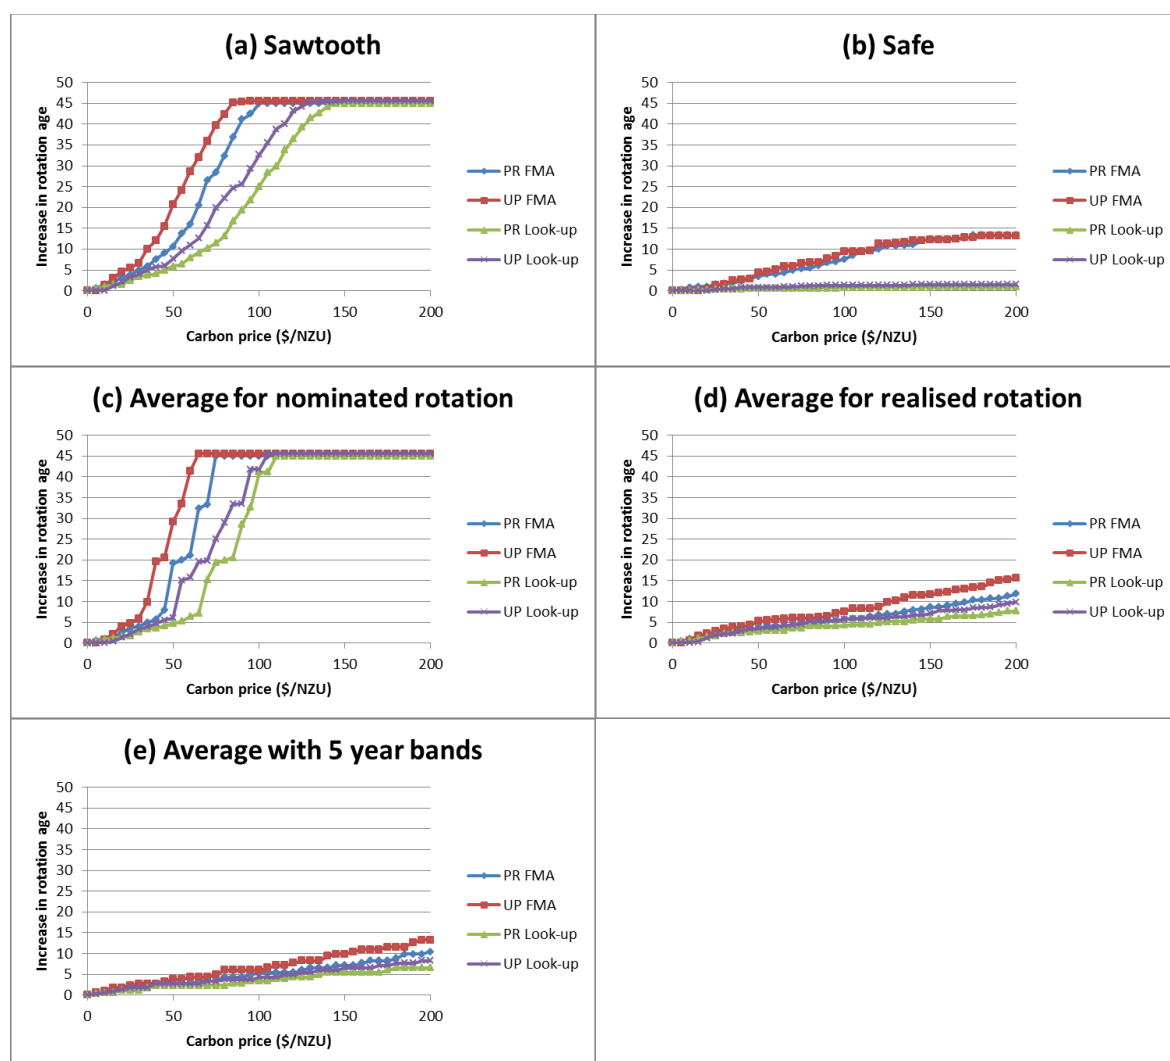 (a) Sawtooth
Increase in rotation age
50
45
40
35
30
25
20
15
10
5
0
0 50 100 150 200
Carbon price ($/NZU)
PR FMA
UP FMA
PR Look-up
UP Look-up
(b) Safe
Increase in rotation age
50
45
40
35
30
25
20
15
10
5
0
0 50 100 150 200
Carbon price ($/NZU)
PR FMA
UP FMA
PR Look-up
UP Look-up
(c) Average for nominated rotation
Increase in rotation age
50
45
40
35
30
25
20
15
10
5
0
0 50 100 150 200
Carbon price ($/NZU)
PR FMA
UP FMA
PR Look-up
UP Look-up
(d) Average for realised rotation
Increase in rotation age
50
45
40
35
30
25
20
15
10
5
0
0 50 100 150 200
Carbon price ($/NZU)
PR FMA
UP FMA
PR Look-up
UP Look-up
(e) Average with 5 year bands
Increase in rotation age
50
45
40
35
30
25
20
15
10
5
0
0 50 100 150 200
Carbon price ($/NZU)
PR FMA
UP FMA
PR Look-up
UP Look-up